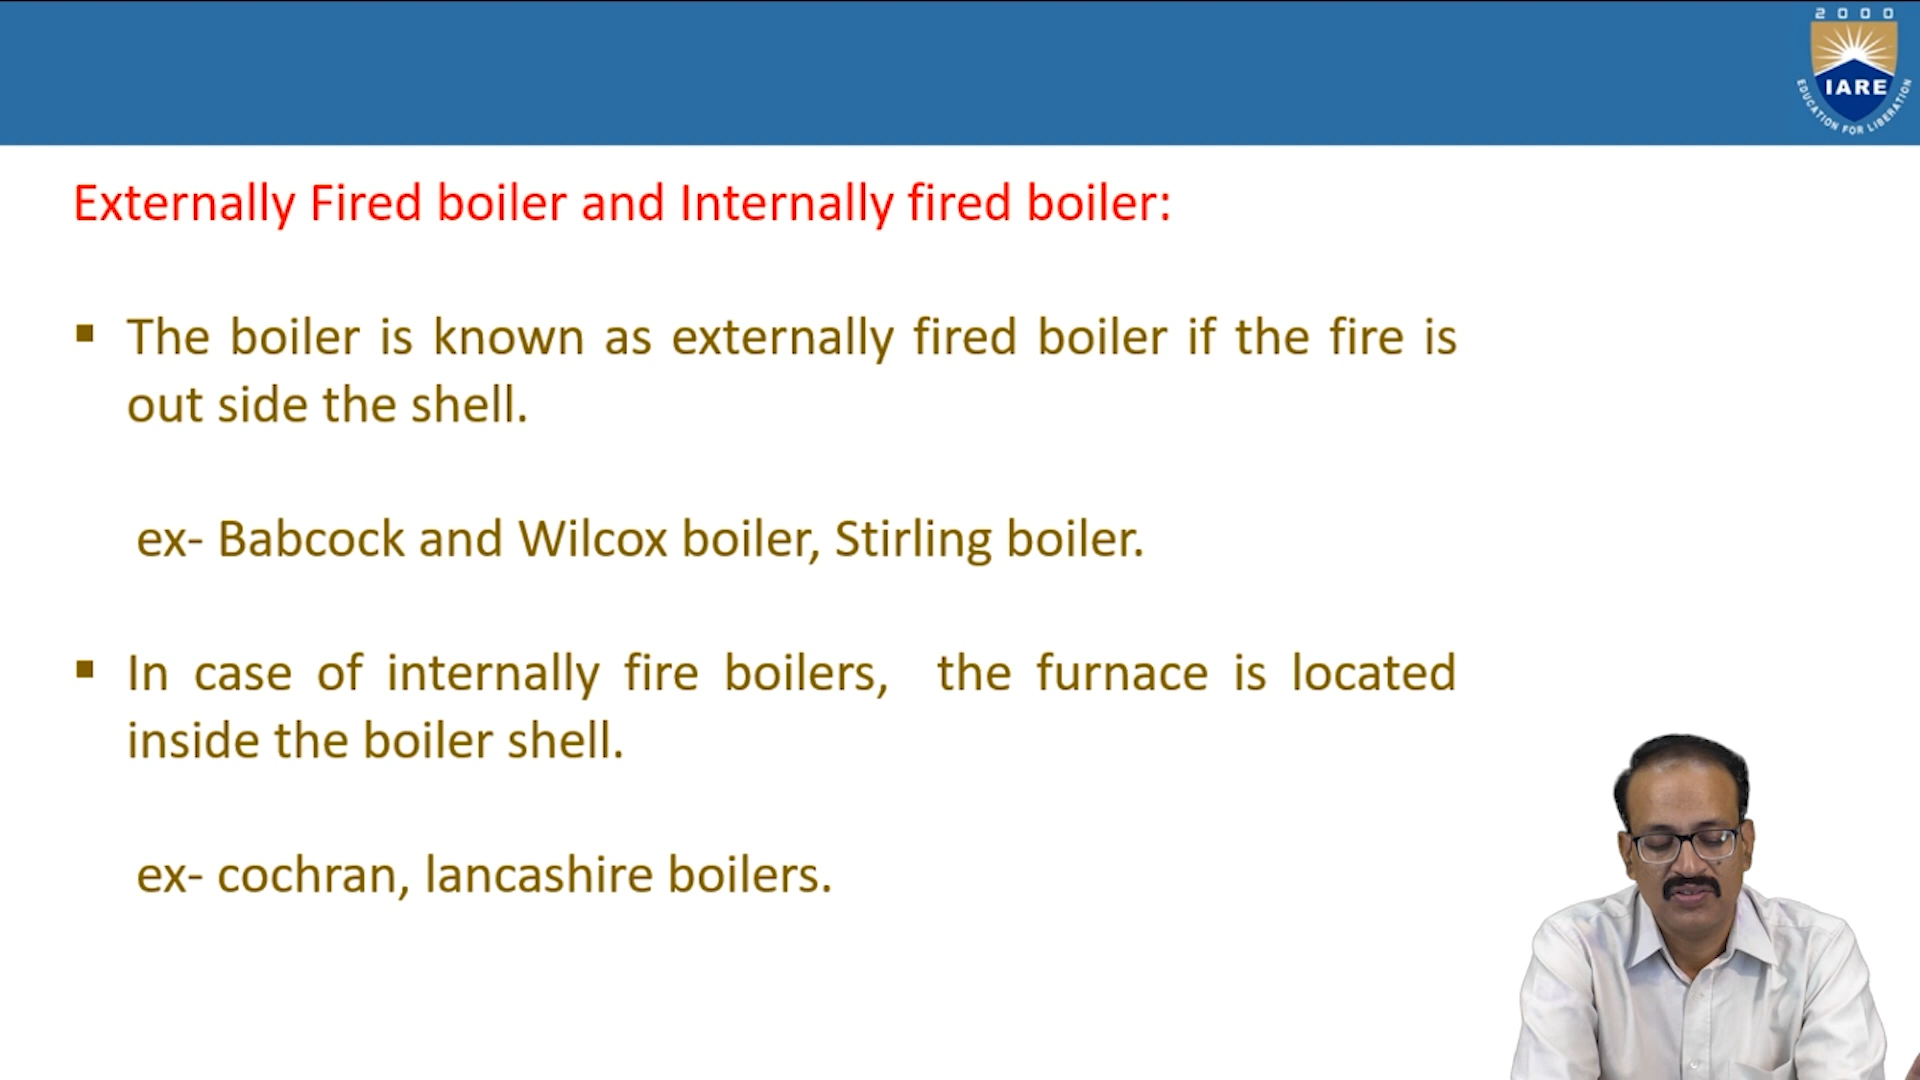 2000
IARE
EDUCATION FOR LIBERATION
Externally Fired boiler and Internally fired boiler:
▪ The boiler is known as externally fired boiler if the fire is
out side the shell.
ex- Babcock and Wilcox boiler, Stirling boiler.
▪ In case of internally fire boilers, the furnace is located
inside the boiler shell.
ex- cochran, lancashire boilers.